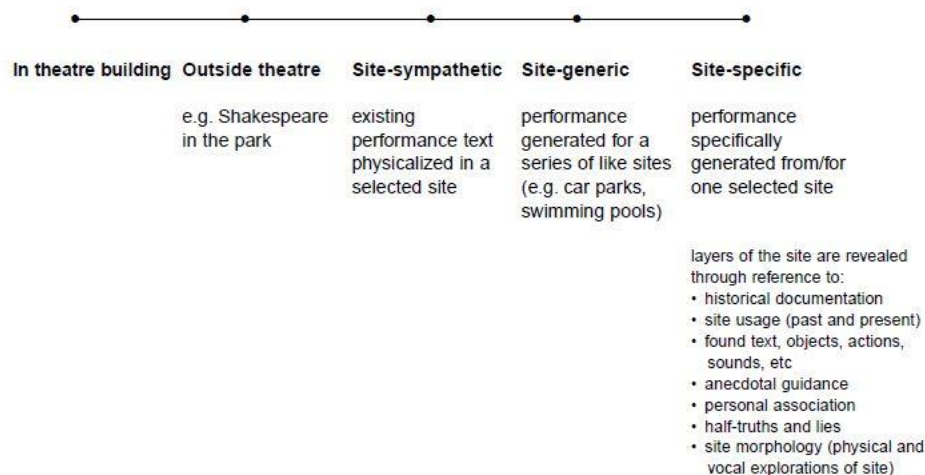 In theatre building
Outside theatre
e.g. Shakespeare
in the park
Site-sympathetic
existing
performance text
physicalized in a
selected site
Site-generic
performance
generated for a
series of like sites
(e.g. car parks,
swimming pools)
Site-specific
performance
specifically
generated from/for
one selected site
layers of the site are revealed
through reference to:
• historical documentation
• site usage (past and present)
• found text, objects, actions,
sounds, etc
• anecdotal guidance
• personal association
• half-truths and lies
• site morphology (physical and
vocal explorations of site)